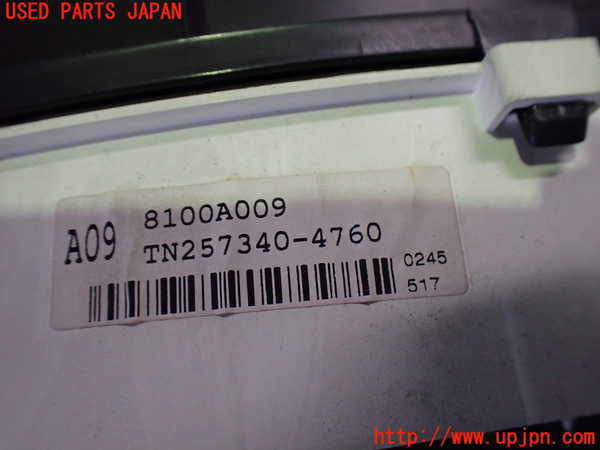 USED PARTS JAPAN
A09
8100A009
TN257340-4760
0245
517
http://www.upjpn.com